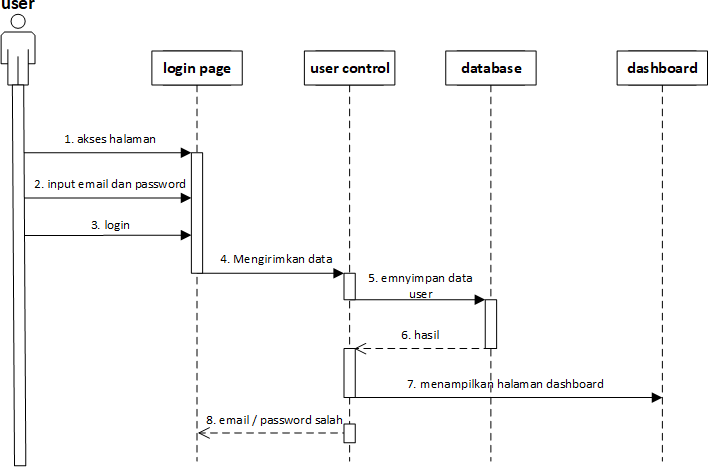 user
login page
user control
database
dashboard
1. akses halaman
2. input email dan password
3. login
4. Mengirimkan data
5. emnyimpan data
user
6. hasil
7. menampilkan halaman dashboard
8. email / password salah